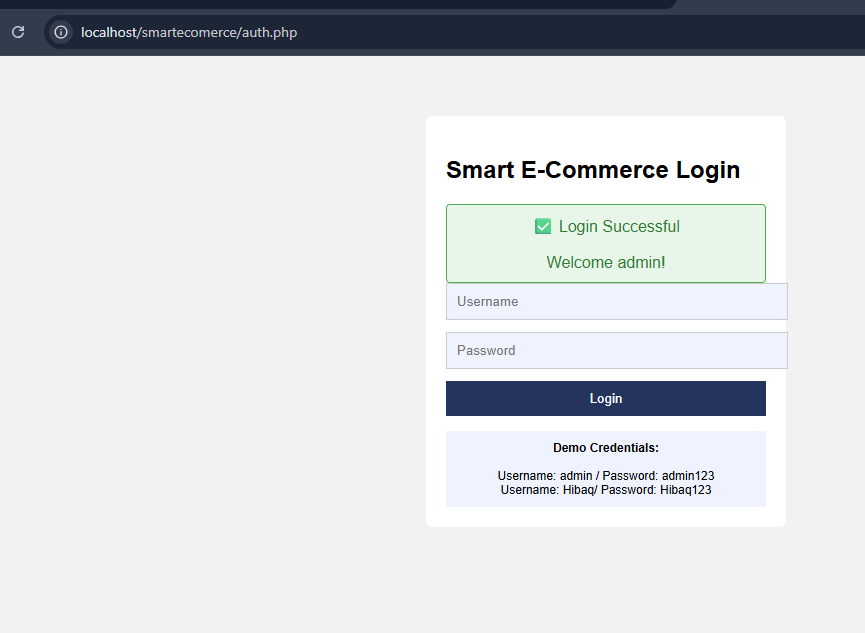 localhost/smartecomerce/auth.php
Smart E-Commerce Login
✅ Login Successful
Welcome admin!
Username
Password
Login
Demo Credentials:
Username: admin / Password: admin123
Username: Hibaq/ Password: Hibaq123